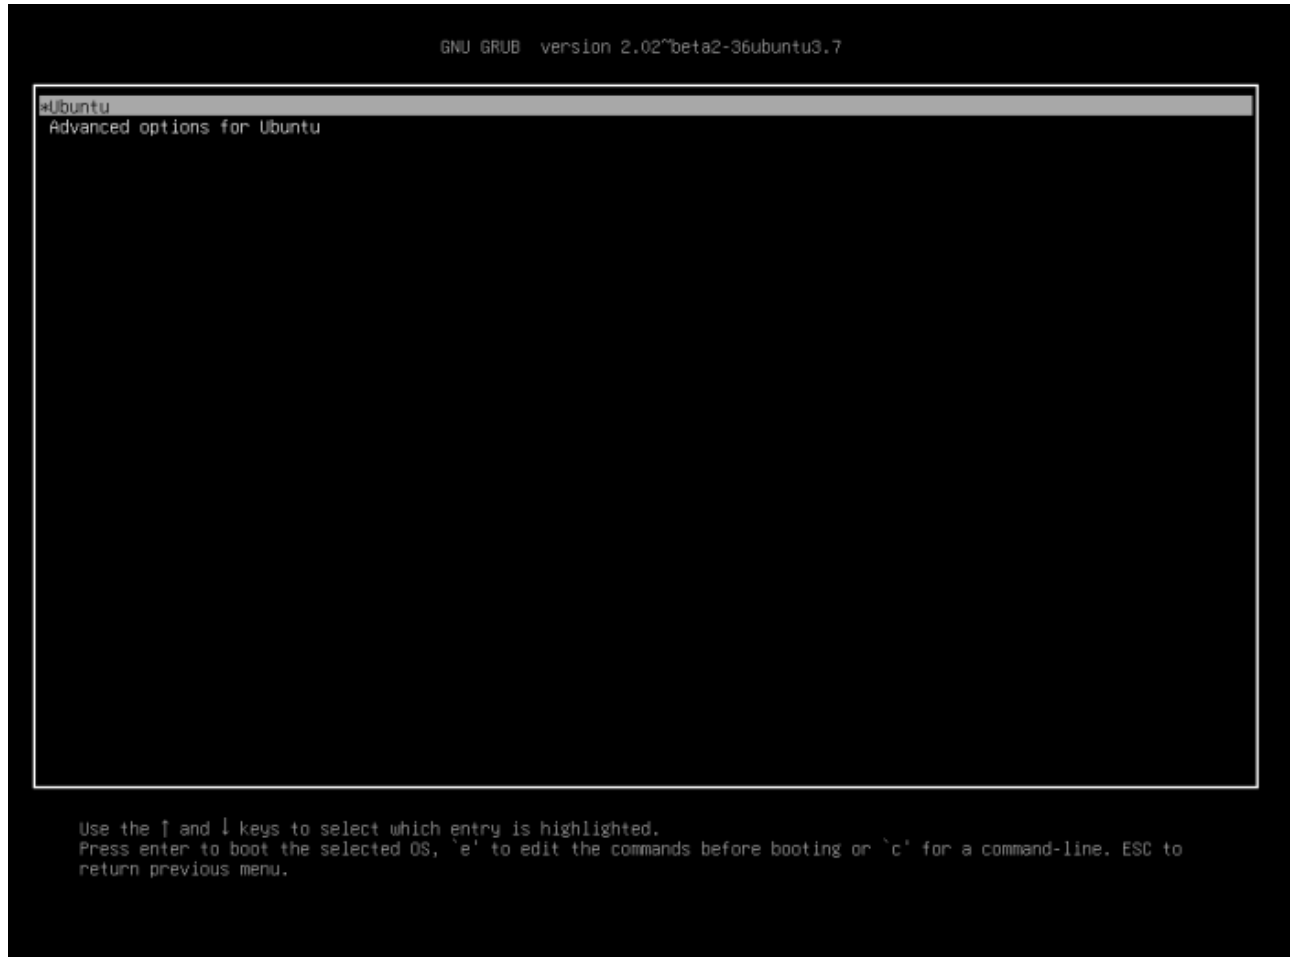 GNU GRUB  version 2.02~beta2-36ubuntu3.7
*Ubuntu
Advanced options for Ubuntu
Use the ↑ and ↓ keys to select which entry is highlighted.
Press enter to boot the selected OS, `e' to edit the commands before booting or `c' for a command-line. ESC to
return previous menu.